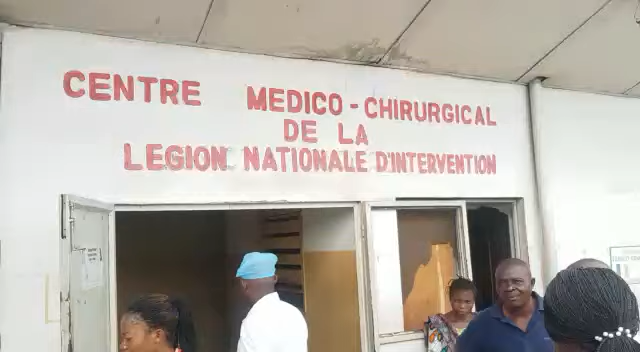 CENTRE MEDICO-CHIRURGICAL
DE LA
LEGION NATIONALE D'INTERVENTION